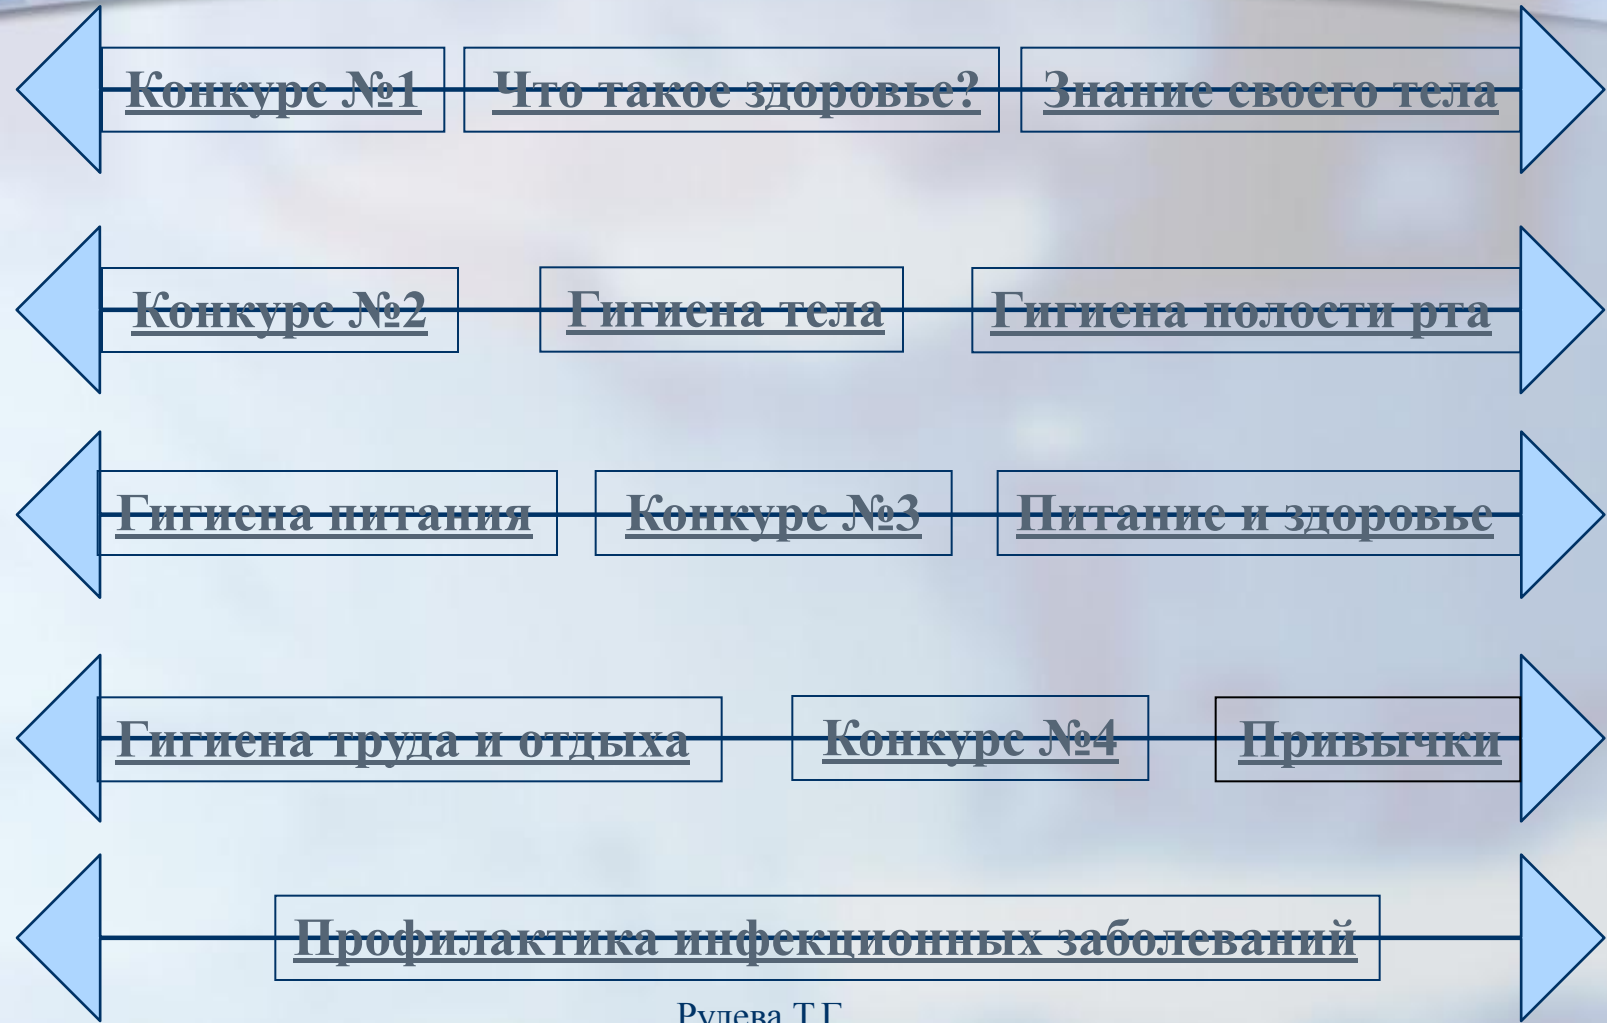 Конкурс №1 Что такое здоровье? Знание своего тела
Конкурс №2 Гигиена тела Гигиена полости рта
Гигиена питания Конкурс №3 Питание и здоровье
Гигиена труда и отдыха Конкурс №4 Привычки
Профилактика инфекционных заболеваний
Рулева Т.Г.